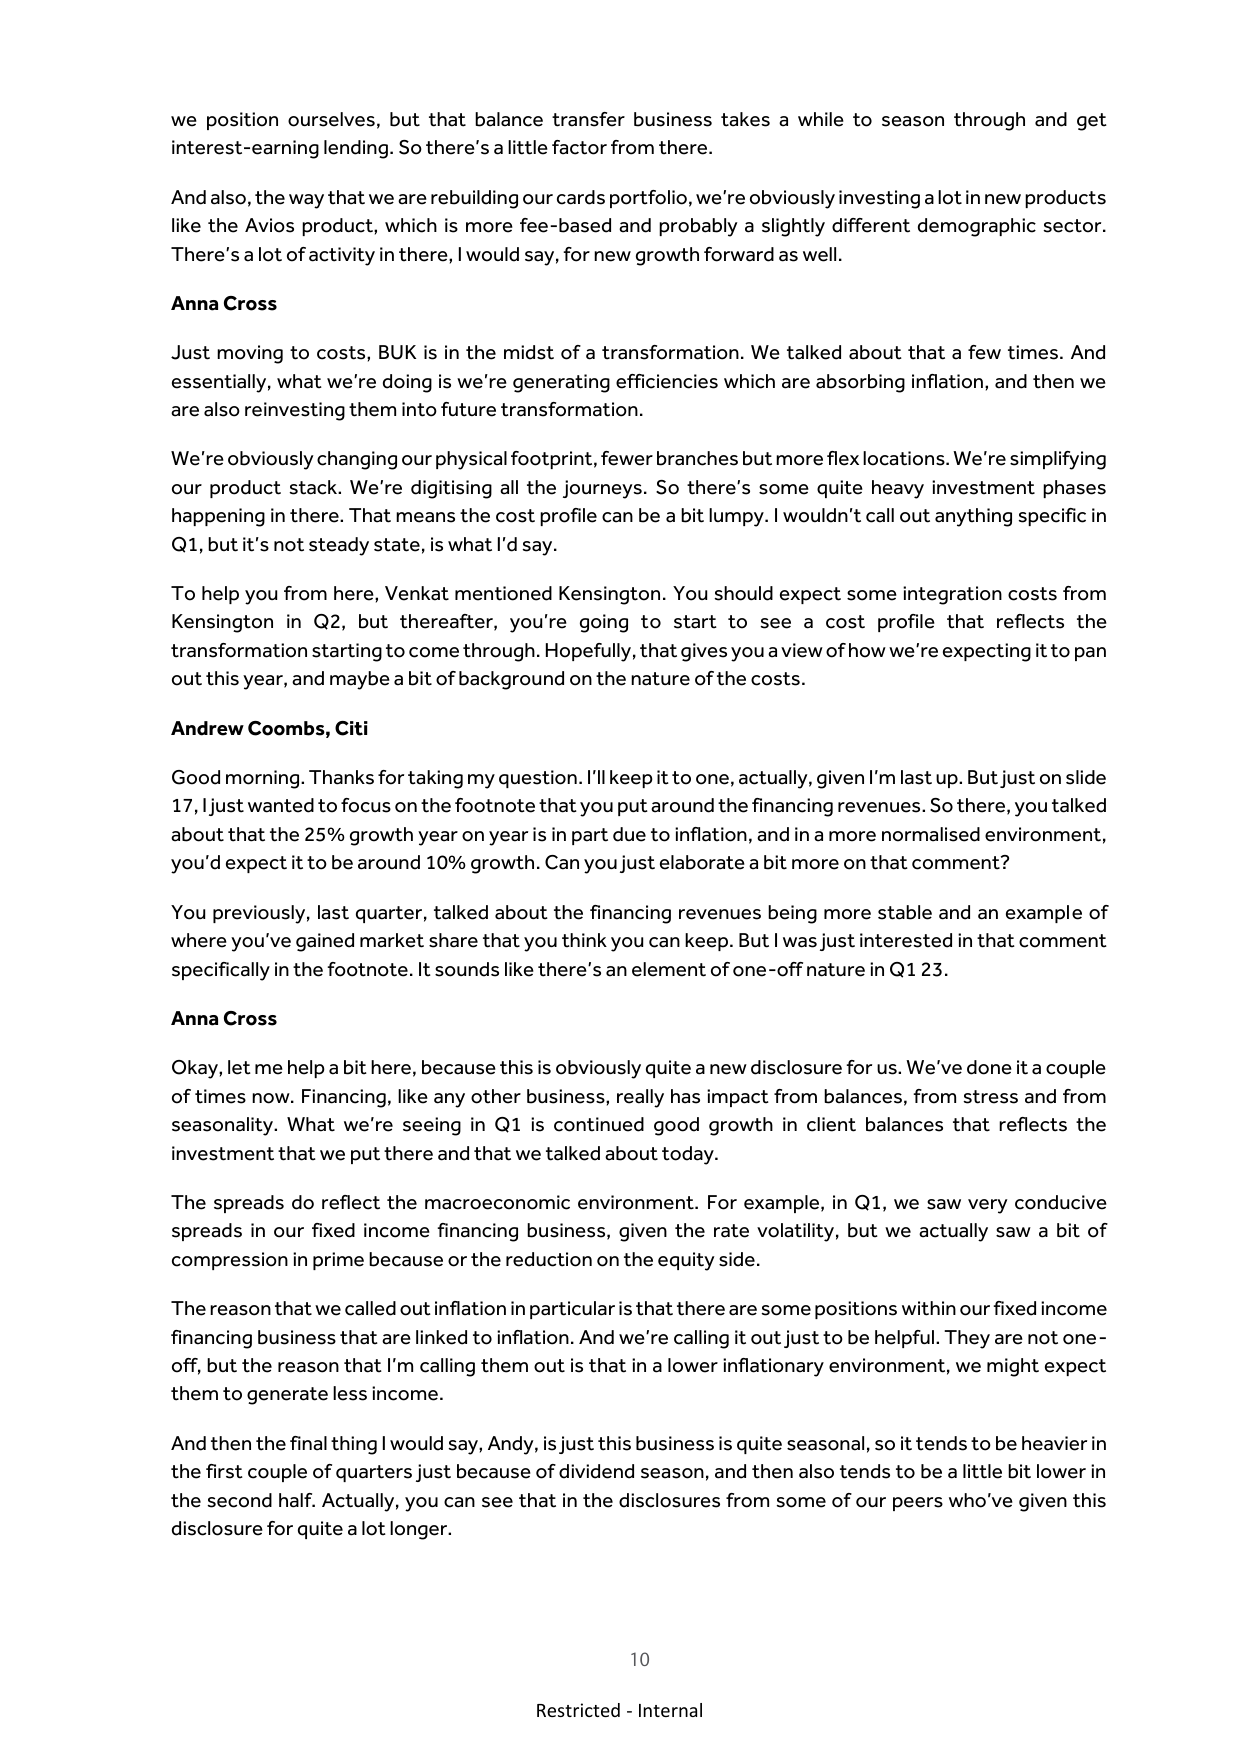 we position ourselves, but that balance transfer business takes a while to season through and get
interest-earning lending. So there's a little factor from there.
And also, the way that we are rebuilding our cards portfolio, we're obviously investing a lot in new products
like the Avios product, which is more fee-based and probably a slightly different demographic sector.
There's a lot of activity in there, I would say, for new growth forward as well.
Anna Cross
Just moving to costs, BUK is in the midst of a transformation. We talked about that a few times. And
essentially, what we're doing is we're generating efficiencies which are absorbing inflation, and then we
are also reinvesting them into future transformation.
We're obviously changing our physical footprint, fewer branches but more flex locations. We're simplifying
our product stack. We're digitising all the journeys. So there's some quite heavy investment phases
happening in there. That means the cost profile can be a bit lumpy. I wouldn't call out anything specific in
Q1, but it's not steady state, is what I'd say.
To help you from here, Venkat mentioned Kensington. You should expect some integration costs from
Kensington in Q2, but thereafter, you're going to start to see a cost profile that reflects the
transformation starting to come through. Hopefully, that gives you a view of how we're expecting it to pan
out this year, and maybe a bit of background on the nature of the costs.
Andrew Coombs, Citi
Good morning. Thanks for taking my question. I'll keep it to one, actually, given I'm last up. But just on slide
17, I just wanted to focus on the footnote that you put around the financing revenues. So there, you talked
about that the 25% growth year on year is in part due to inflation, and in a more normalised environment,
you'd expect it to be around 10% growth. Can you just elaborate a bit more on that comment?
You previously, last quarter, talked about the financing revenues being more stable and an example of
where you've gained market share that you think you can keep. But I was just interested in that comment
specifically in the footnote. It sounds like there's an element of one-off nature in Q1 23.
Anna Cross
Okay, let me help a bit here, because this is obviously quite a new disclosure for us. We've done it a couple
of times now. Financing, like any other business, really has impact from balances, from stress and from
seasonality. What we're seeing in Q1 is continued good growth in client balances that reflects the
investment that we put there and that we talked about today.
The spreads do reflect the macroeconomic environment. For example, in Q1, we saw very conducive
spreads in our fixed income financing business, given the rate volatility, but we actually saw a bit of
compression in prime because or the reduction on the equity side.
The reason that we called out inflation in particular is that there are some positions within our fixed income
financing business that are linked to inflation. And we're calling it out just to be helpful. They are not one-
off, but the reason that I'm calling them out is that in a lower inflationary environment, we might expect
them to generate less income.
And then the final thing I would say, Andy, is just this business is quite seasonal, so it tends to be heavier in
the first couple of quarters just because of dividend season, and then also tends to be a little bit lower in
the second half. Actually, you can see that in the disclosures from some of our peers who've given this
disclosure for quite a lot longer.
10
Restricted - Internal